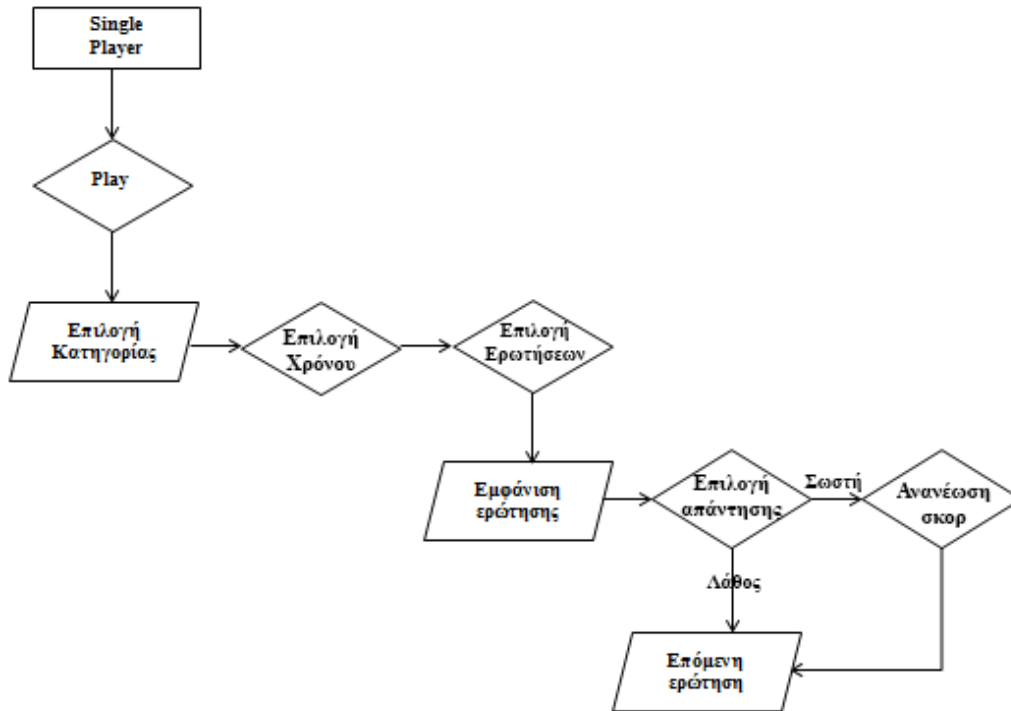 Single
Player
Play
Επιλογή
Κατηγορίας
Επιλογή
Χρόνου
Επιλογή
Ερωτήσεων
Εμφάνιση
ερώτησης
Επιλογή
απάντησης
Σωστή
Ανανέωση
σκορ
Λάθος
Επόμενη
ερώτηση